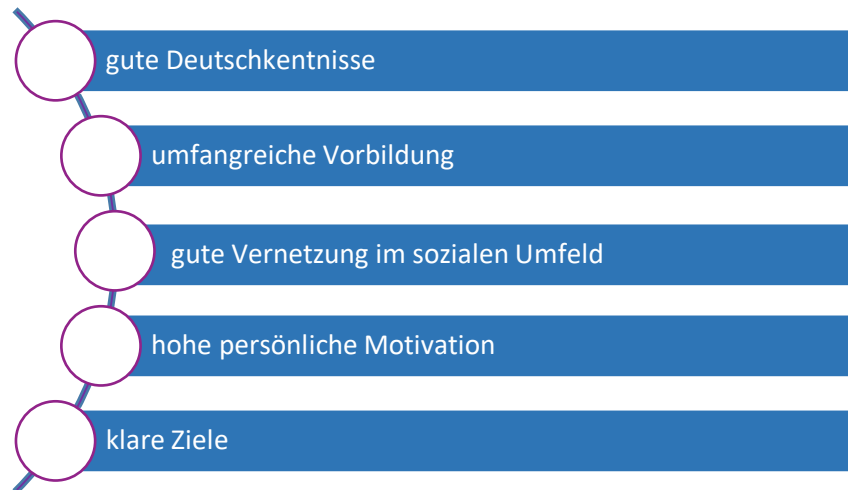 gute Deutschkentnisse
umfangreiche Vorbildung
gute Vernetzung im sozialen Umfeld
hohe persönliche Motivation
klare Ziele